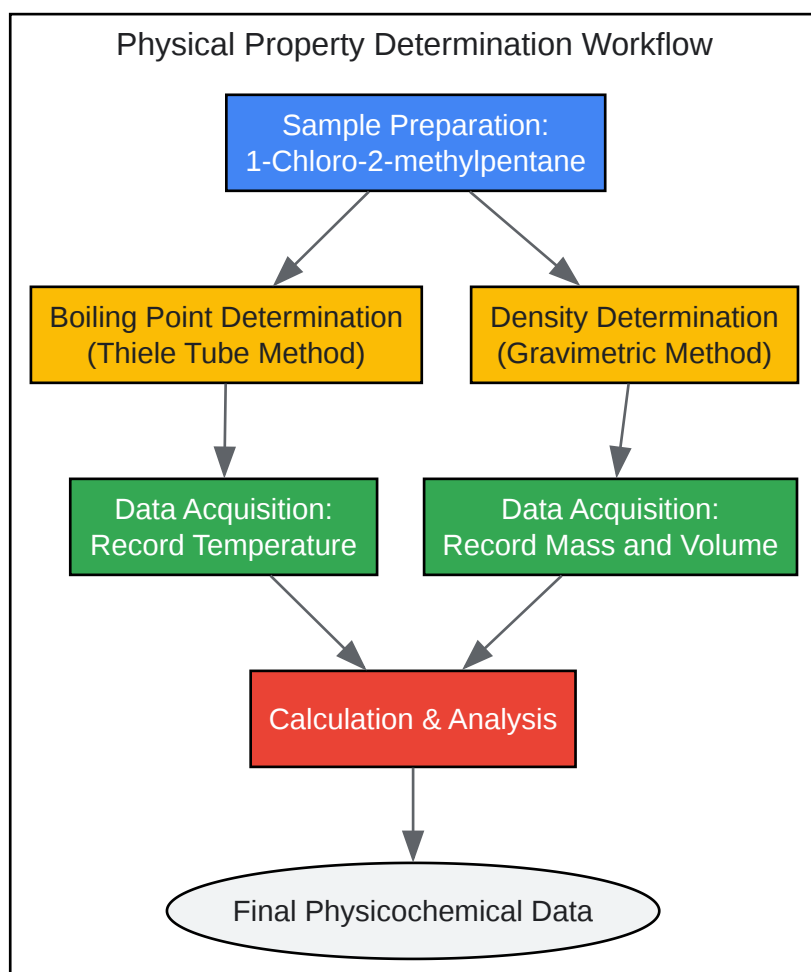 Physical Property Determination Workflow
Sample Preparation:
1-Chloro-2-methylpentane
Boiling Point Determination
(Thiele Tube Method)
Density Determination
(Gravimetric Method)
Data Acquisition:
Record Temperature
Data Acquisition:
Record Mass and Volume
Calculation & Analysis
Final Physicochemical Data